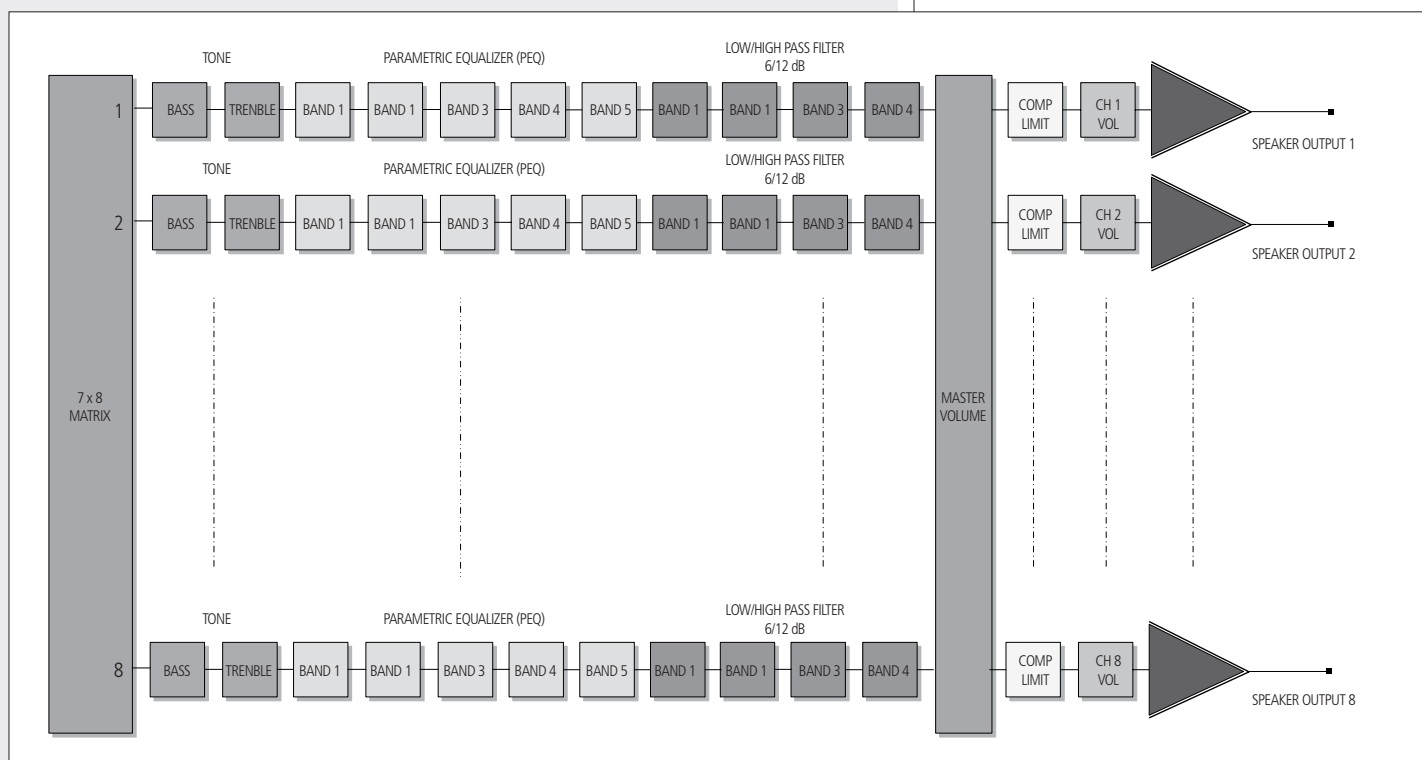 TONE
PARAMETRIC EQUALIZER (PEQ)
LOW/HIGH PASS FILTER
6/12 dB
1
BASS
TRENBLE
BAND 1
BAND 1
BAND 3
BAND 4
BAND 5
BAND 1
BAND 1
BAND 3
BAND 4
COMP
LIMIT
CH 1
VOL
SPEAKER OUTPUT 1
TONE
PARAMETRIC EQUALIZER (PEQ)
LOW/HIGH PASS FILTER
6/12 dB
2
BASS
TRENBLE
BAND 1
BAND 1
BAND 3
BAND 4
BAND 5
BAND 1
BAND 1
BAND 3
BAND 4
COMP
LIMIT
CH 2
VOL
SPEAKER OUTPUT 2
7 x 8
MATRIX
MASTER
VOLUME
TONE
PARAMETRIC EQUALIZER (PEQ)
LOW/HIGH PASS FILTER
6/12 dB
8
BASS
TRENBLE
BAND 1
BAND 1
BAND 3
BAND 4
BAND 5
BAND 1
BAND 1
BAND 3
BAND 4
COMP
LIMIT
CH 8
VOL
SPEAKER OUTPUT 8